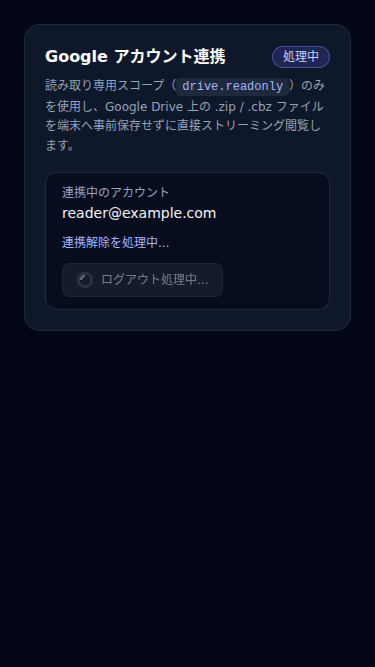 Google アカウント連携
処理中
読み取り専用スコープ（drive.readonly）のみ
を使用し、Google Drive 上の .zip / .cbz ファイル
を端末へ事前保存せずに直接ストリーミング閲覧し
ます。
連携中のアカウント
reader@example.com
連携解除を処理中…
ログアウト処理中…